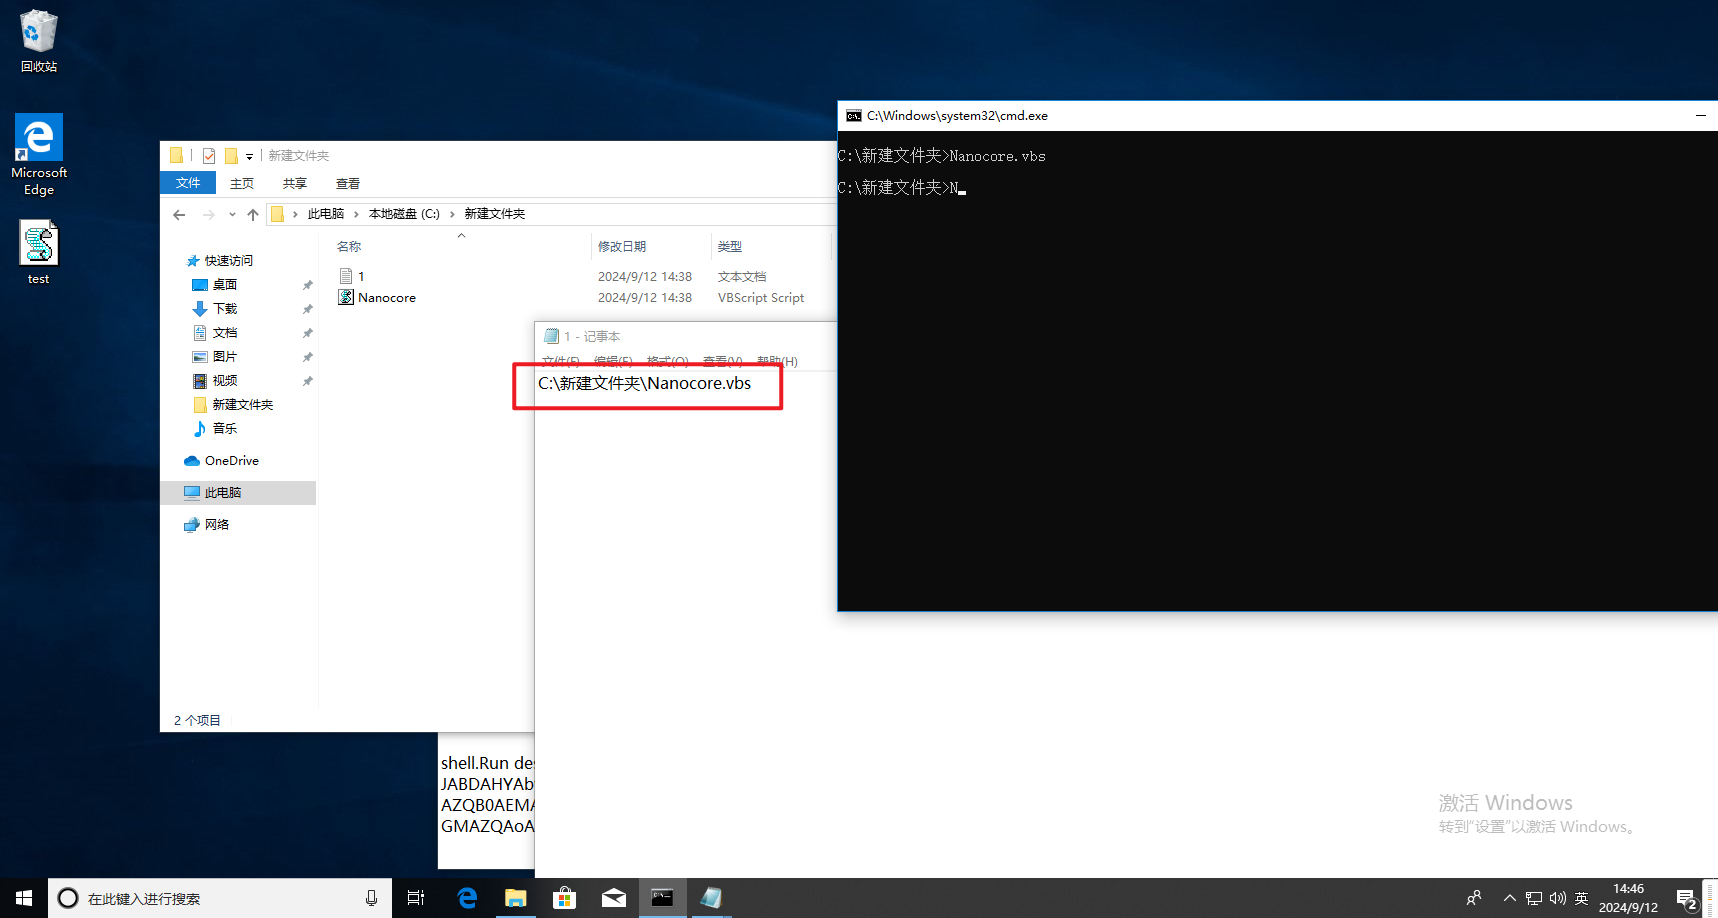 回收站
Microsoft
Edge
test
新建文件夹
文件 主页 共享 查看
此电脑 本地磁盘 (C:) 新建文件夹
名称 修改日期 类型
1 2024/9/12 14:38 文本文档
Nanocore 2024/9/12 14:38 VBScript Script
快速访问
桌面
下载
文档
图片
视频
新建文件夹
音乐
OneDrive
此电脑
网络
2 个项目
1 - 记事本
文件(F) 编辑(E) 格式(O) 查看(V) 帮助(H)
C:\新建文件夹\Nanocore.vbs
C:\Windows\system32\cmd.exe
C:\新建文件夹>Nanocore.vbs
C:\新建文件夹>N
shell.Run de
JABDAHYAb
AZQB0AEMA
GMAZQAoA
激活 Windows
转到"设置"以激活 Windows。
在此键入进行搜索
英
14:46
2024/9/12
2